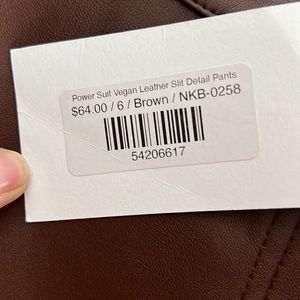 Power Suit Vegan Leather Slit Detail Pants
$64.00 / 6 / Brown / NKB-0258
54206617